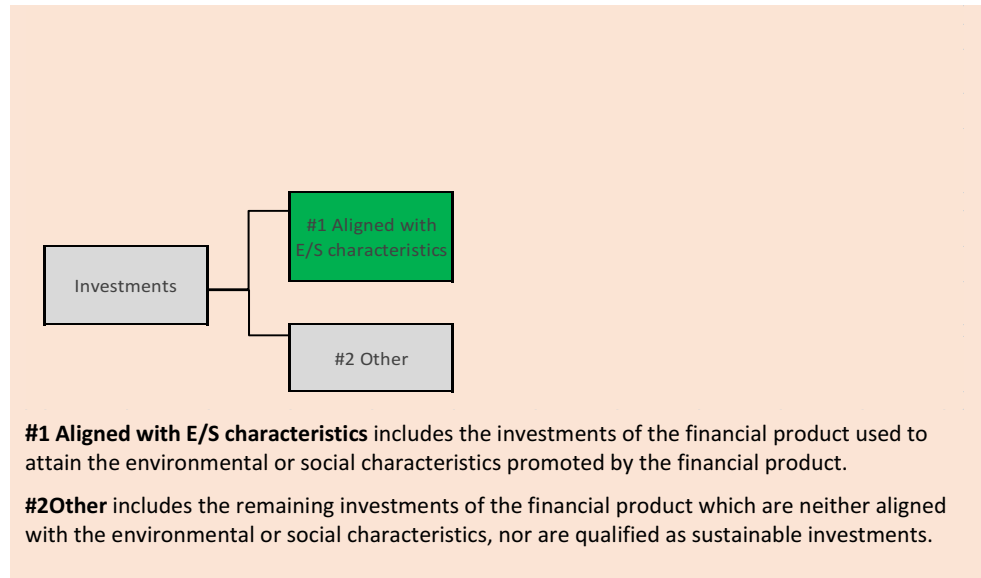 #1 Aligned with
E/S characteristics
Investments
#2 Other
#1 Aligned with E/S characteristics includes the investments of the financial product used to
attain the environmental or social characteristics promoted by the financial product.
#2Other includes the remaining investments of the financial product which are neither aligned
with the environmental or social characteristics, nor are qualified as sustainable investments.